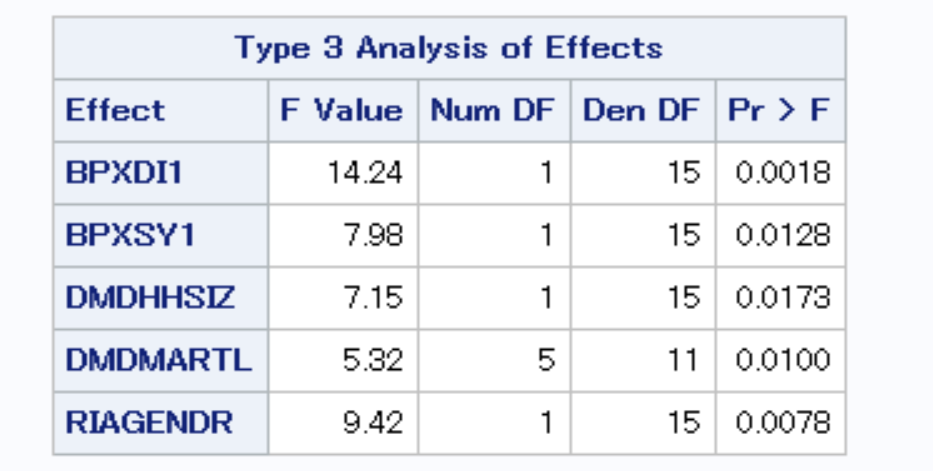 Type 3 Analysis of Effects
Effect F Value Num DF Den DF Pr > F
BPXDI1 14.24 1 15 0.0018
BPXSY1 7.98 1 15 0.0128
DMDHHSIZ 7.15 1 15 0.0173
DMDMARTL 5.32 5 11 0.0100
RIAGENDR 9.42 1 15 0.0078